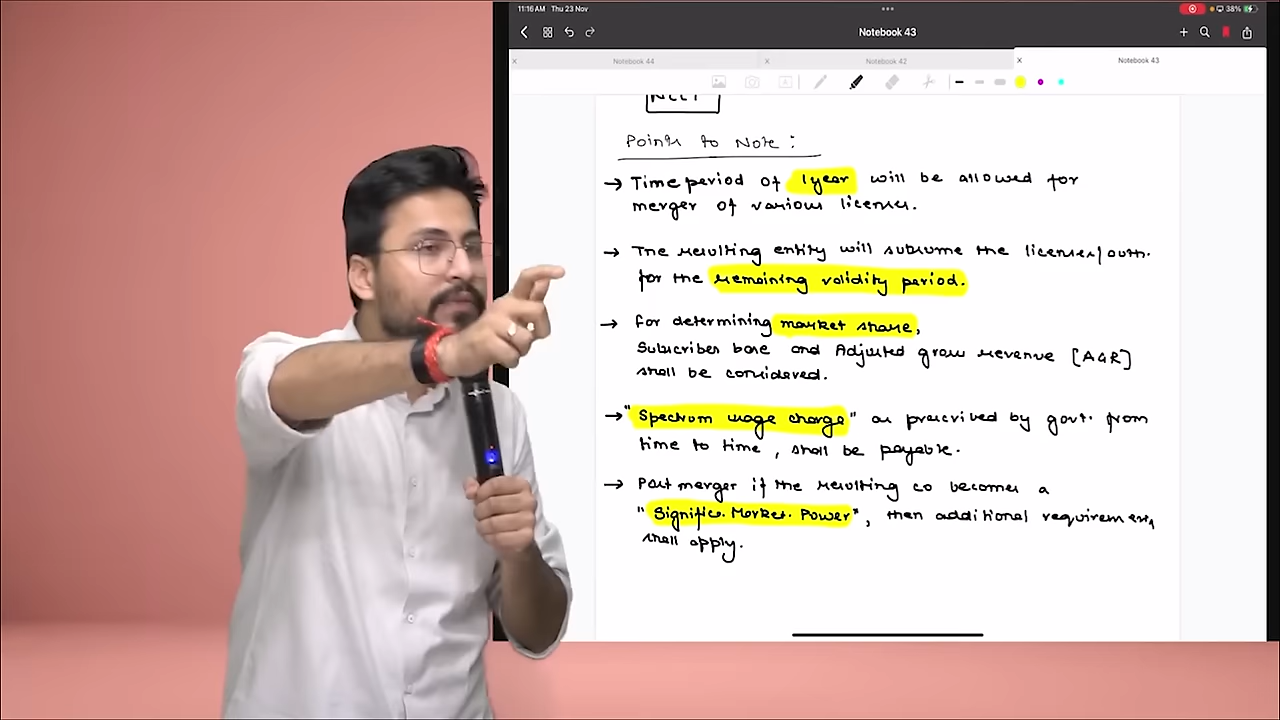 11:16 AM Thu 23 Nov
38%
Notebook 43
Notebook 44
Notebook 42
Notebook 43
NCLT
Points to Note :
→ Time period of 1 year will be allowed for
merger of various licenses.
→ The resulting entity will subsume the licenses/auth.
for the remaining validity period.
→ for determining market share,
Subscriber base and Adjusted gross revenue [AGR]
shall be considered.
→ "Spectrum usage charge" as prescribed by govt. from
time to time, shall be payable.
→ Post merger if the resulting co becomes a
"Signific. Market. Power", then additional requirements
shall apply.